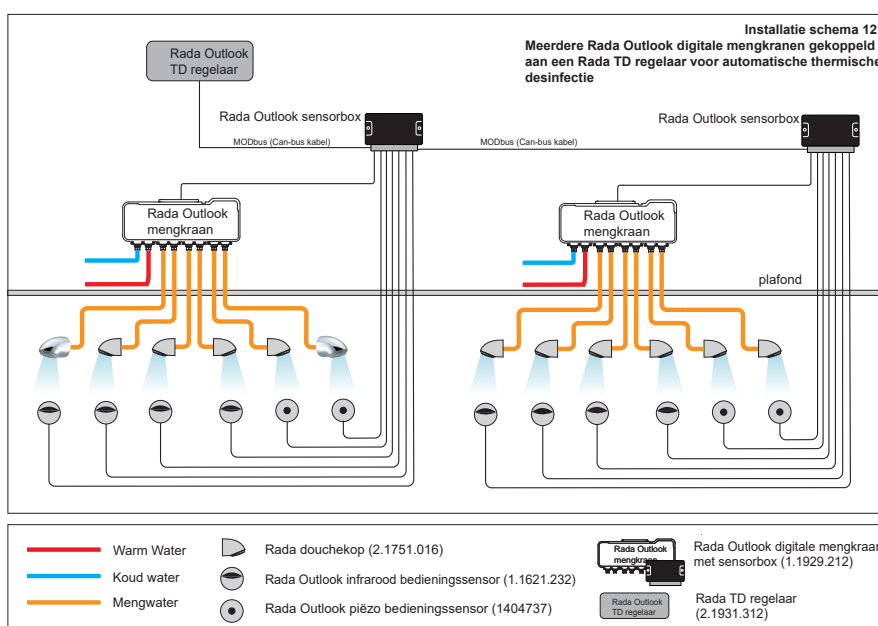 Installatie schema 12
Meerdere Rada Outlook digitale mengkranen gekoppeld
aan een Rada TD regelaar voor automatische thermische
desinfectie
Rada Outlook
TD regelaar
Rada Outlook sensorbox
Rada Outlook sensorbox
MODbus (Can-bus kabel)
MODbus (Can-bus kabel)
Rada Outlook
mengkraan
Rada Outlook
mengkraan
plafond
Warm Water
Koud water
Mengwater
Rada douchekop (2.1751.016)
Rada Outlook infrarood bedieningssensor (1.1621.232)
Rada Outlook piëzo bedieningssensor (1404737)
Rada Outlook
mengkraan
Rada Outlook digitale mengkraan
met sensorbox (1.1929.212)
Rada Outlook
TD regelaar
Rada TD regelaar
(2.1931.312)